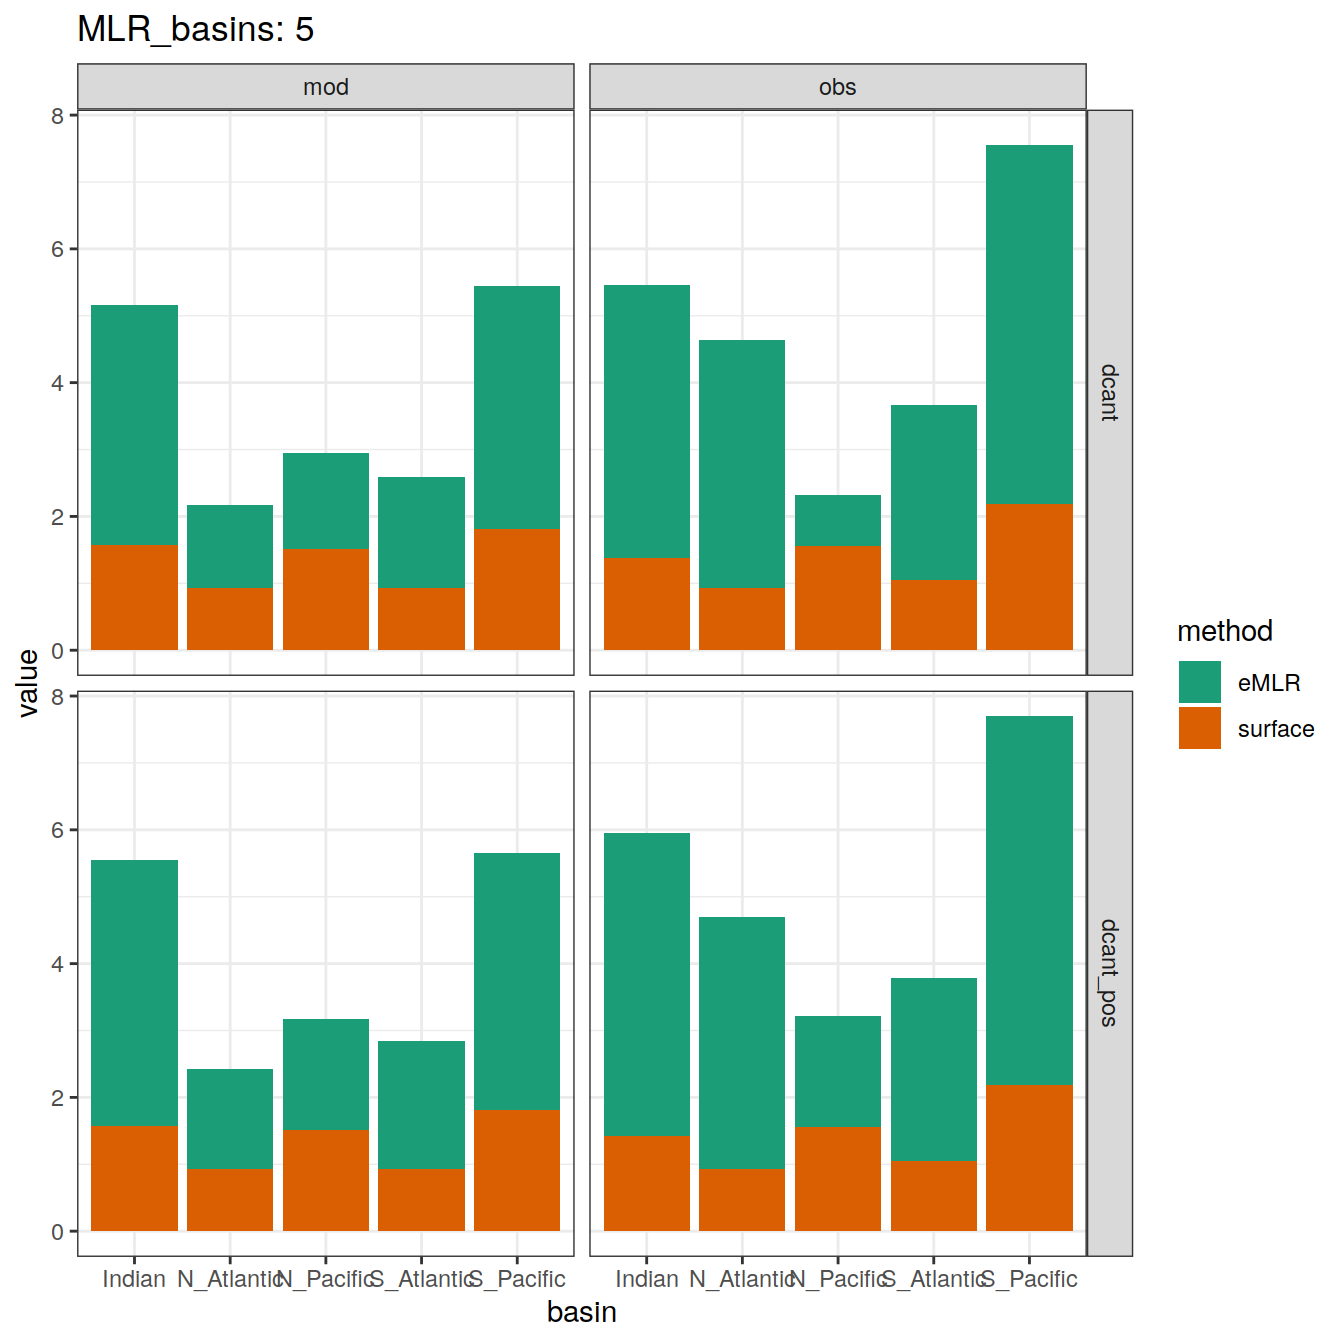 MLR_basins: 5
mod
obs
8
6
4
2
0
dcant
8
6
4
2
0
dcant_pos
value
Indian N_Atlantic N_Pacific S_Atlantic S_Pacific
Indian N_Atlantic N_Pacific S_Atlantic S_Pacific
basin
method
eMLR
surface